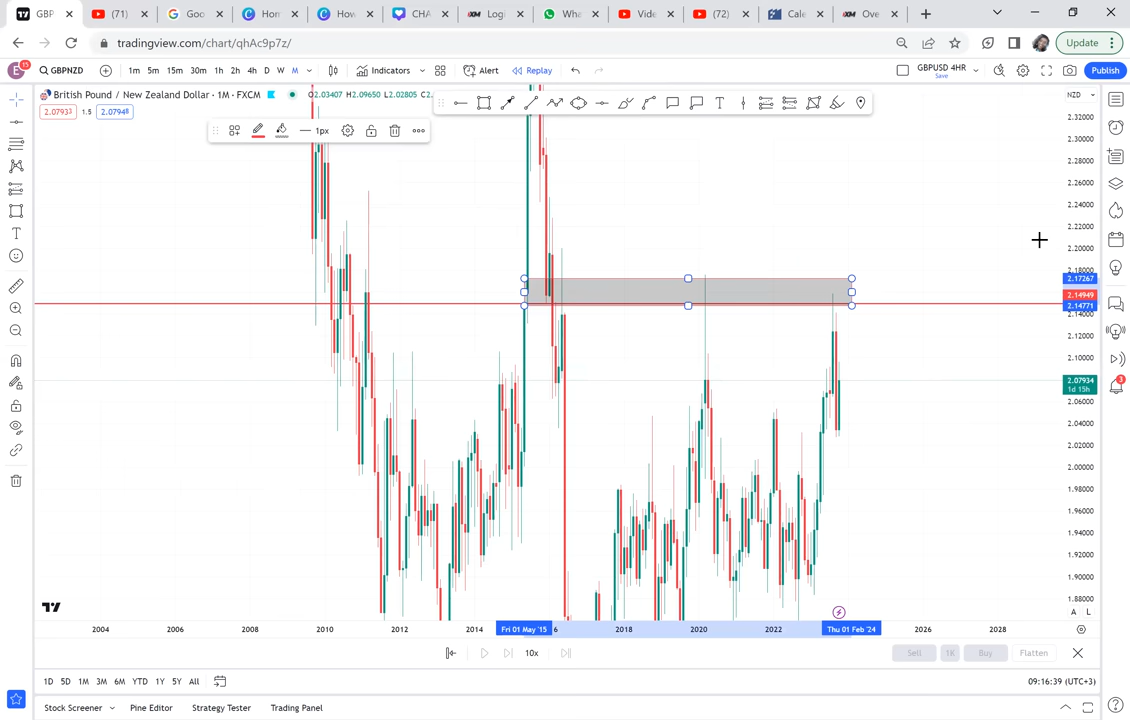 GBP
(71)
Goo
Hon
How
CHA
Logi
Wha
Vide
(72)
Cale
Ove
tradingview.com/chart/qhAc9p7z/
Update
E
15
GBPNZD
1m 5m 15m 30m 1h 2h 4h D W M
Indicators
Alert
Replay
GBPUSD 4HR
Save
Publish
British Pound / New Zealand Dollar · 1M · FXCM
O2.03407 H2.09650 L2.02805 C2.
NZD
2.07933
1.5
2.07948
1px
2.32000
2.30000
2.28000
2.26000
2.24000
2.22000
2.20000
2.18000
2.17267
2.14949
2.14771
2.14000
2.12000
2.10000
2.07934
1d 15h
2.06000
2.04000
2.02000
2.00000
1.98000
1.96000
1.94000
1.92000
1.90000
1.88000
A L
3
2004
2006
2008
2010
2012
2014
Fri 01 May '15
6
2018
2020
2022
Thu 01 Feb '24
2026
2028
10x
Sell
1K
Buy
Flatten
1D 5D 1M 3M 6M YTD 1Y 5Y All
09:16:39 (UTC+3)
Stock Screener
Pine Editor
Strategy Tester
Trading Panel